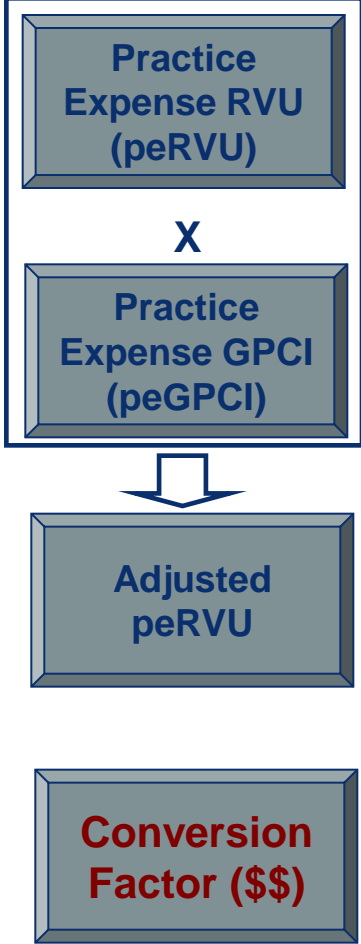 Practice
Expense RVU
(peRVU)
X
Practice
Expense GPCI
(peGPCI)
Adjusted
peRVU
Conversion
Factor ($$)